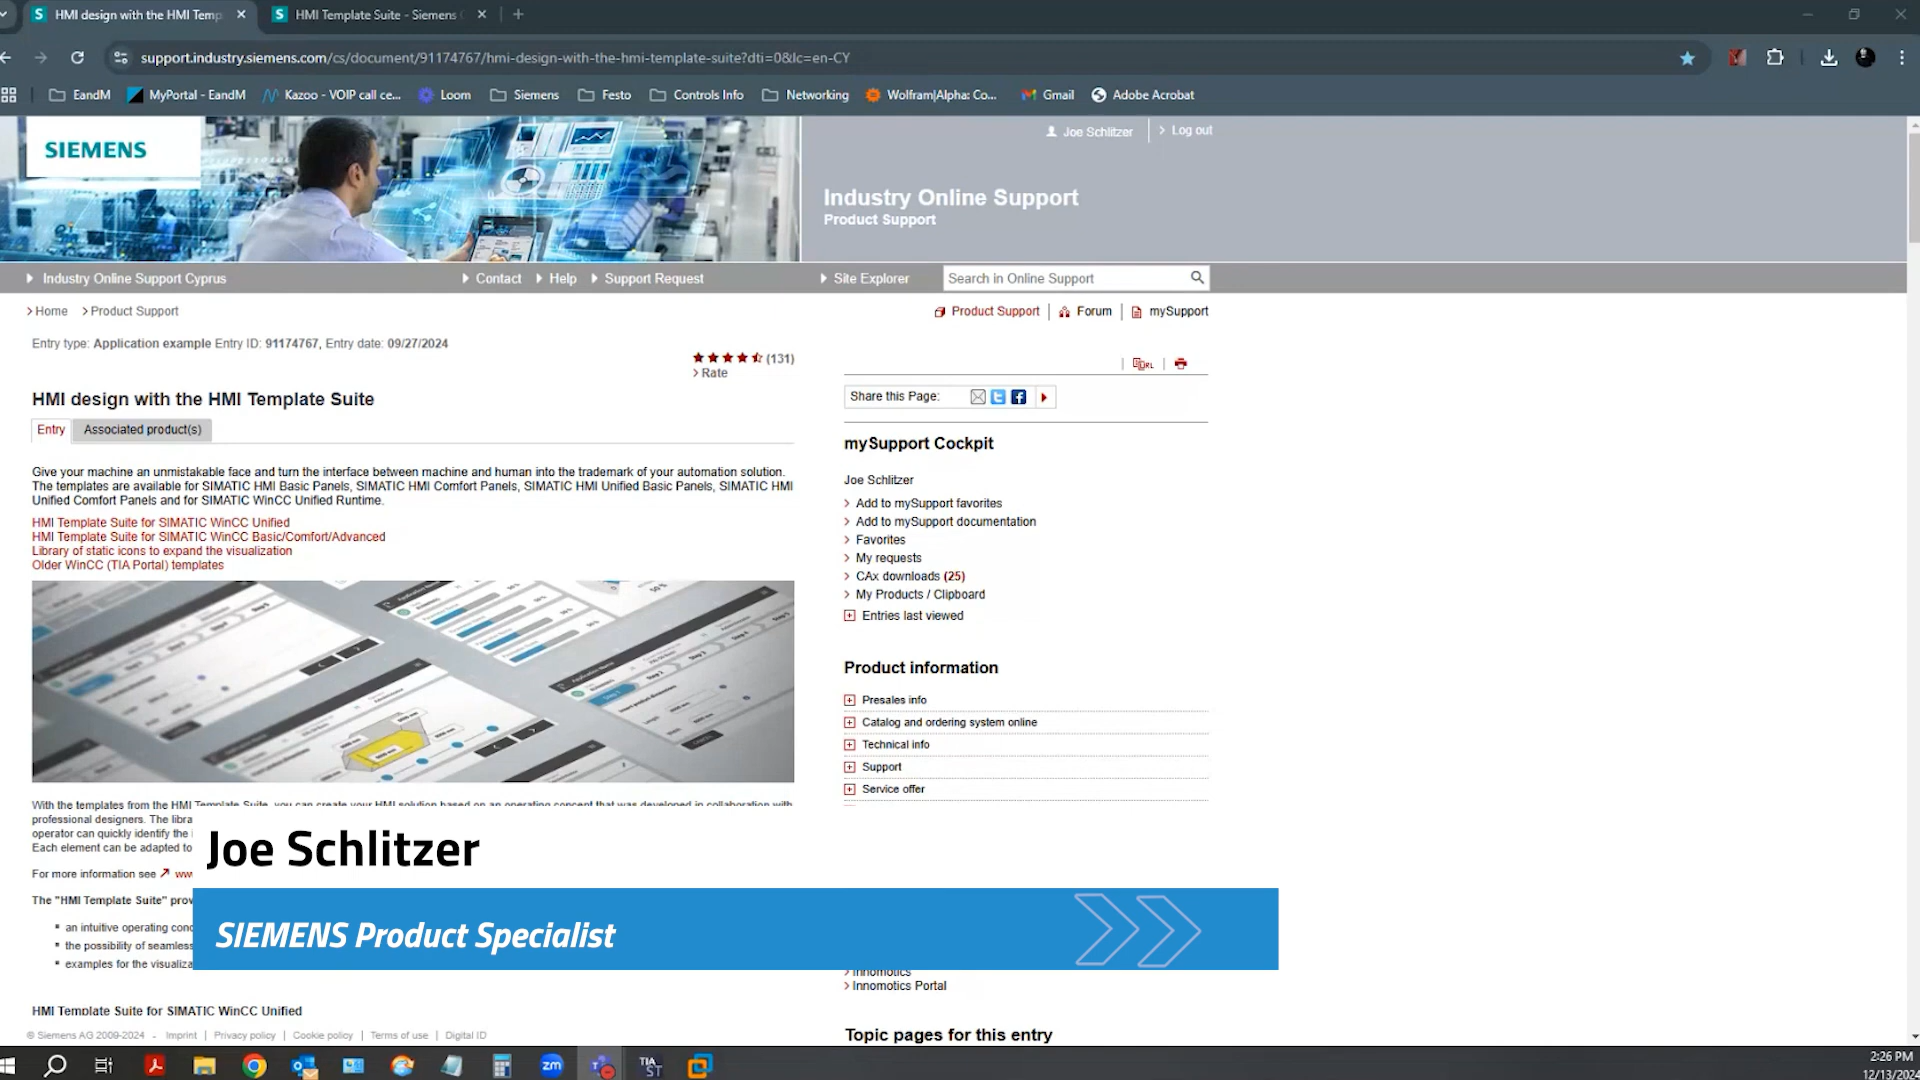 HMI design with the HMI Temp
HMI Template Suite - Siemens
support.industry.siemens.com/cs/document/91174767/hmi-design-with-the-hmi-template-suite?dti=0&lc=en-CY
EandM
MyPortal - EandM
Kazoo - VOIP call ce...
Loom
Siemens
Festo
Controls Info
Networking
Wolfram|Alpha: Co...
Gmail
Adobe Acrobat
SIEMENS
Joe Schlitzer
Log out
Industry Online Support
Product Support
Industry Online Support Cyprus
Contact
Help
Support Request
Site Explorer
Search in Online Support
Home
Product Support
Product Support
Forum
mySupport
Entry type: Application example Entry ID: 91174767, Entry date: 09/27/2024
(131)
Rate
HMI design with the HMI Template Suite
Entry
Associated product(s)
Give your machine an unmistakable face and turn the interface between machine and human into the trademark of your automation solution.
The templates are available for SIMATIC HMI Basic Panels, SIMATIC HMI Comfort Panels, SIMATIC HMI Unified Basic Panels, SIMATIC HMI
Unified Comfort Panels and for SIMATIC WinCC Unified Runtime.
HMI Template Suite for SIMATIC WinCC Unified
HMI Template Suite for SIMATIC WinCC Basic/Comfort/Advanced
Library of static icons to expand the visualization
Older WinCC (TIA Portal) templates
With the templates from the HMI Template Suite, you can create your HMI solution based on an operating concept that was developed in collaboration with
professional designers. The libra
operator can quickly identify the
Each element can be adapted to
For more information see
www
The "HMI Template Suite" prov
an intuitive operating conc
the possibility of seamless
examples for the visualiza
HMI Template Suite for SIMATIC WinCC Unified
© Siemens AG 2009-2024 - Imprint | Privacy policy | Cookie policy | Terms of use | Digital ID
Share this Page:
mySupport Cockpit
Joe Schlitzer
Add to mySupport favorites
Add to mySupport documentation
Favorites
My requests
CAx downloads (25)
My Products / Clipboard
Entries last viewed
Product information
Presales info
Catalog and ordering system online
Technical info
Support
Service offer
Joe Schlitzer
SIEMENS Product Specialist
Innomotics
Innomotics Portal
Topic pages for this entry
zm
TIA
ST
2:26 PM
12/13/2024